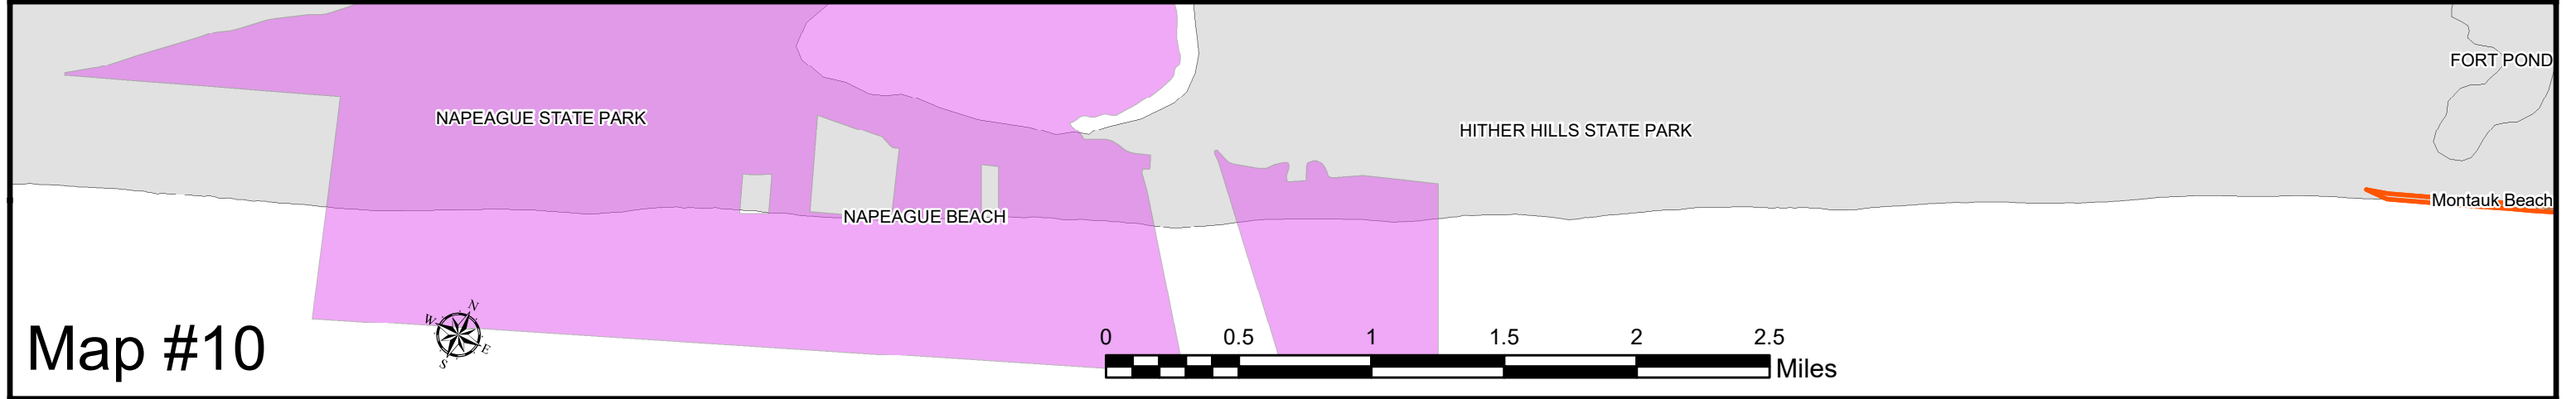 FORT POND
NAPEAGUE STATE PARK
HITHER HILLS STATE PARK
Montauk Beach
NAPEAGUE BEACH
N
W
E
S
Map #10
0 0.5 1 1.5 2 2.5
Miles